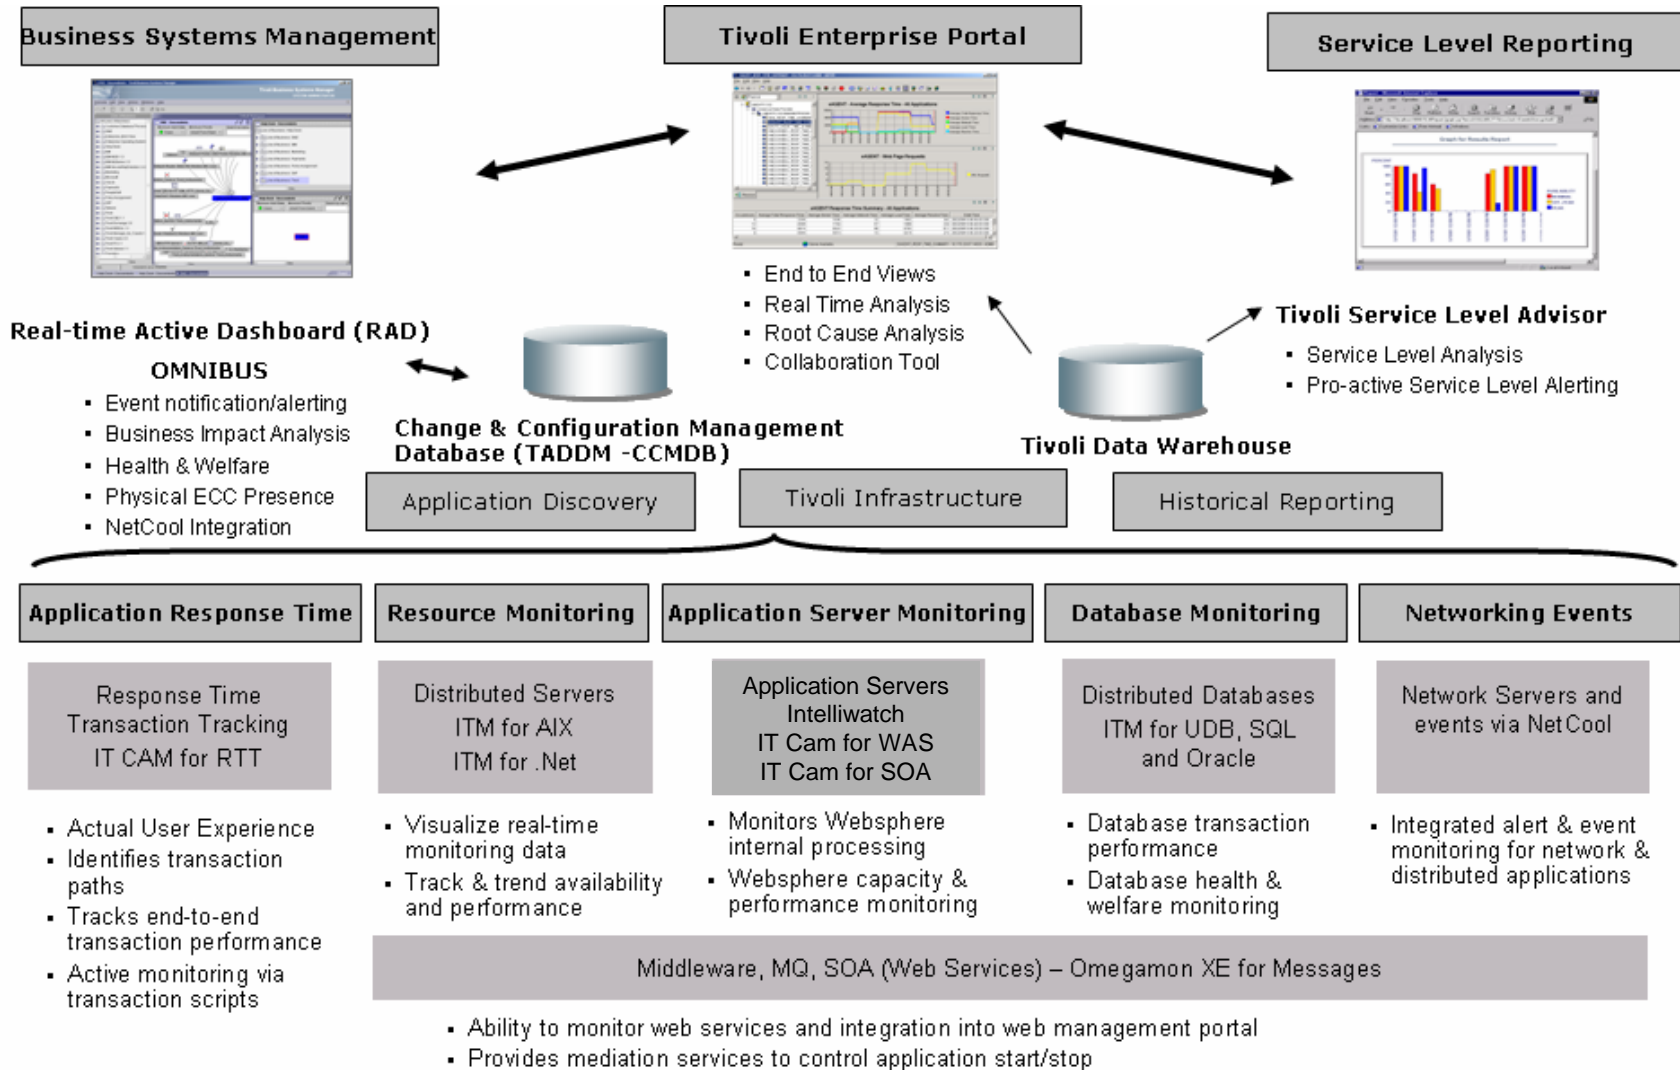 Business Systems Management
Tivoli Enterprise Portal
Service Level Reporting
Real-time Active Dashboard (RAD)
OMNIBUS
▪ Event notification/alerting
▪ Business Impact Analysis
▪ Health & Welfare
▪ Physical ECC Presence
▪ NetCool Integration
Change & Configuration Management
Database (TADDM -CCMDB)
▪ End to End Views
▪ Real Time Analysis
▪ Root Cause Analysis
▪ Collaboration Tool
Tivoli Data Warehouse
Tivoli Service Level Advisor
▪ Service Level Analysis
▪ Pro-active Service Level Alerting
Application Discovery
Tivoli Infrastructure
Historical Reporting
Application Response Time
Resource Monitoring
Application Server Monitoring
Database Monitoring
Networking Events
Response Time
Transaction Tracking
IT CAM for RTT
Distributed Servers
ITM for AIX
ITM for .Net
Application Servers
Intelliwatch
IT Cam for WAS
IT Cam for SOA
Distributed Databases
ITM for UDB, SQL
and Oracle
Network Servers and
events via NetCool
▪ Actual User Experience
▪ Identifies transaction
paths
▪ Tracks end-to-end
transaction performance
▪ Active monitoring via
transaction scripts
▪ Visualize real-time
monitoring data
▪ Track & trend availability
and performance
▪ Monitors Websphere
internal processing
▪ Websphere capacity &
performance monitoring
▪ Database transaction
performance
▪ Database health &
welfare monitoring
▪ Integrated alert & event
monitoring for network &
distributed applications
Middleware, MQ, SOA (Web Services) – Omegamon XE for Messages
▪ Ability to monitor web services and integration into web management portal
▪ Provides mediation services to control application start/stop